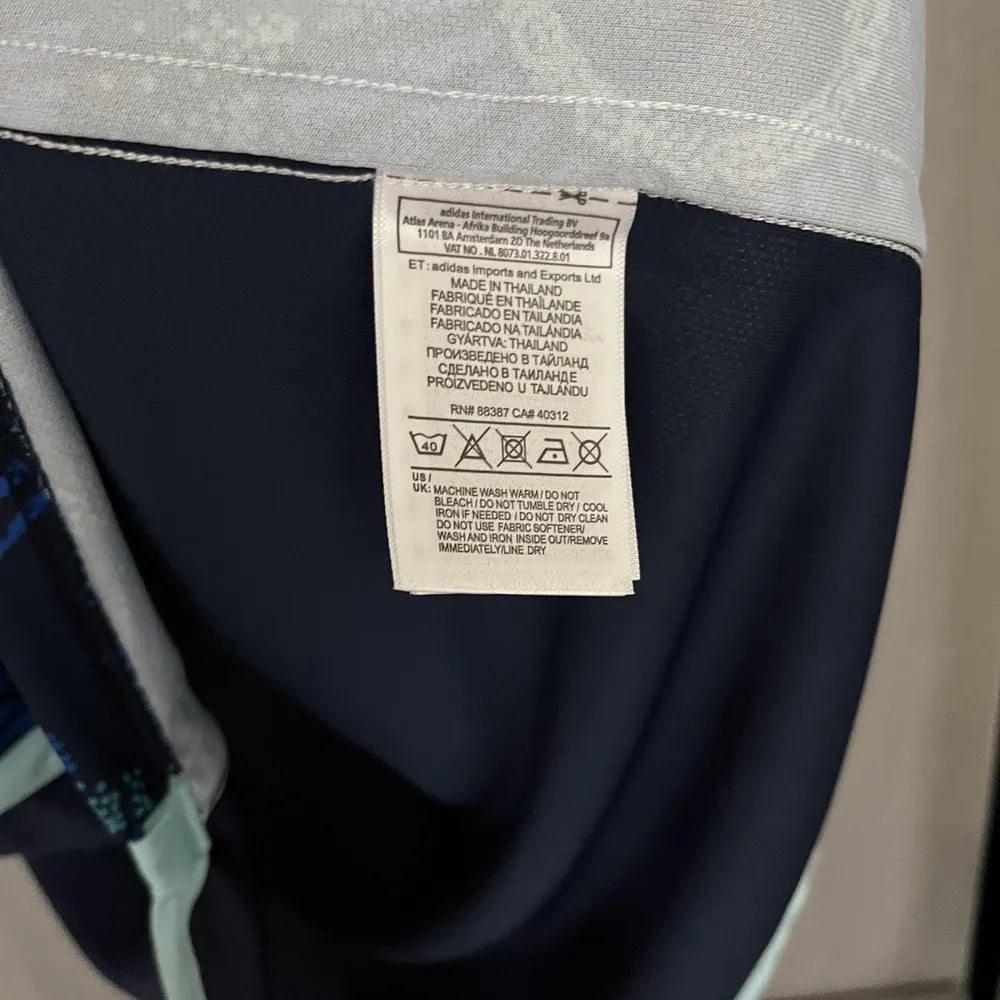 adidas International Trading BV
Atlas Arena - Afrika Building Hoogoorddreef 9a
1101 BA Amsterdam ZO The Netherlands
VAT NO. NL 8073.01.322.B.01
ET: adidas Imports and Exports Ltd
MADE IN THAILAND
FABRIQUÉ EN THAÏLANDE
FABRICADO EN TAILANDIA
FABRICADO NA TAILÂNDIA
GYÁRTVA: THAILAND
ПРОИЗВЕДЕНО В ТАЙЛАНД
СДЕЛАНО В ТАИЛАНДЕ
PROIZVEDENO U TAJLANDU
RN# 88387 CA# 40312
40
US /
UK: MACHINE WASH WARM / DO NOT
BLEACH / DO NOT TUMBLE DRY / COOL
IRON IF NEEDED / DO NOT DRY CLEAN
DO NOT USE FABRIC SOFTENER/
WASH AND IRON INSIDE OUT/REMOVE
IMMEDIATELY/LINE DRY